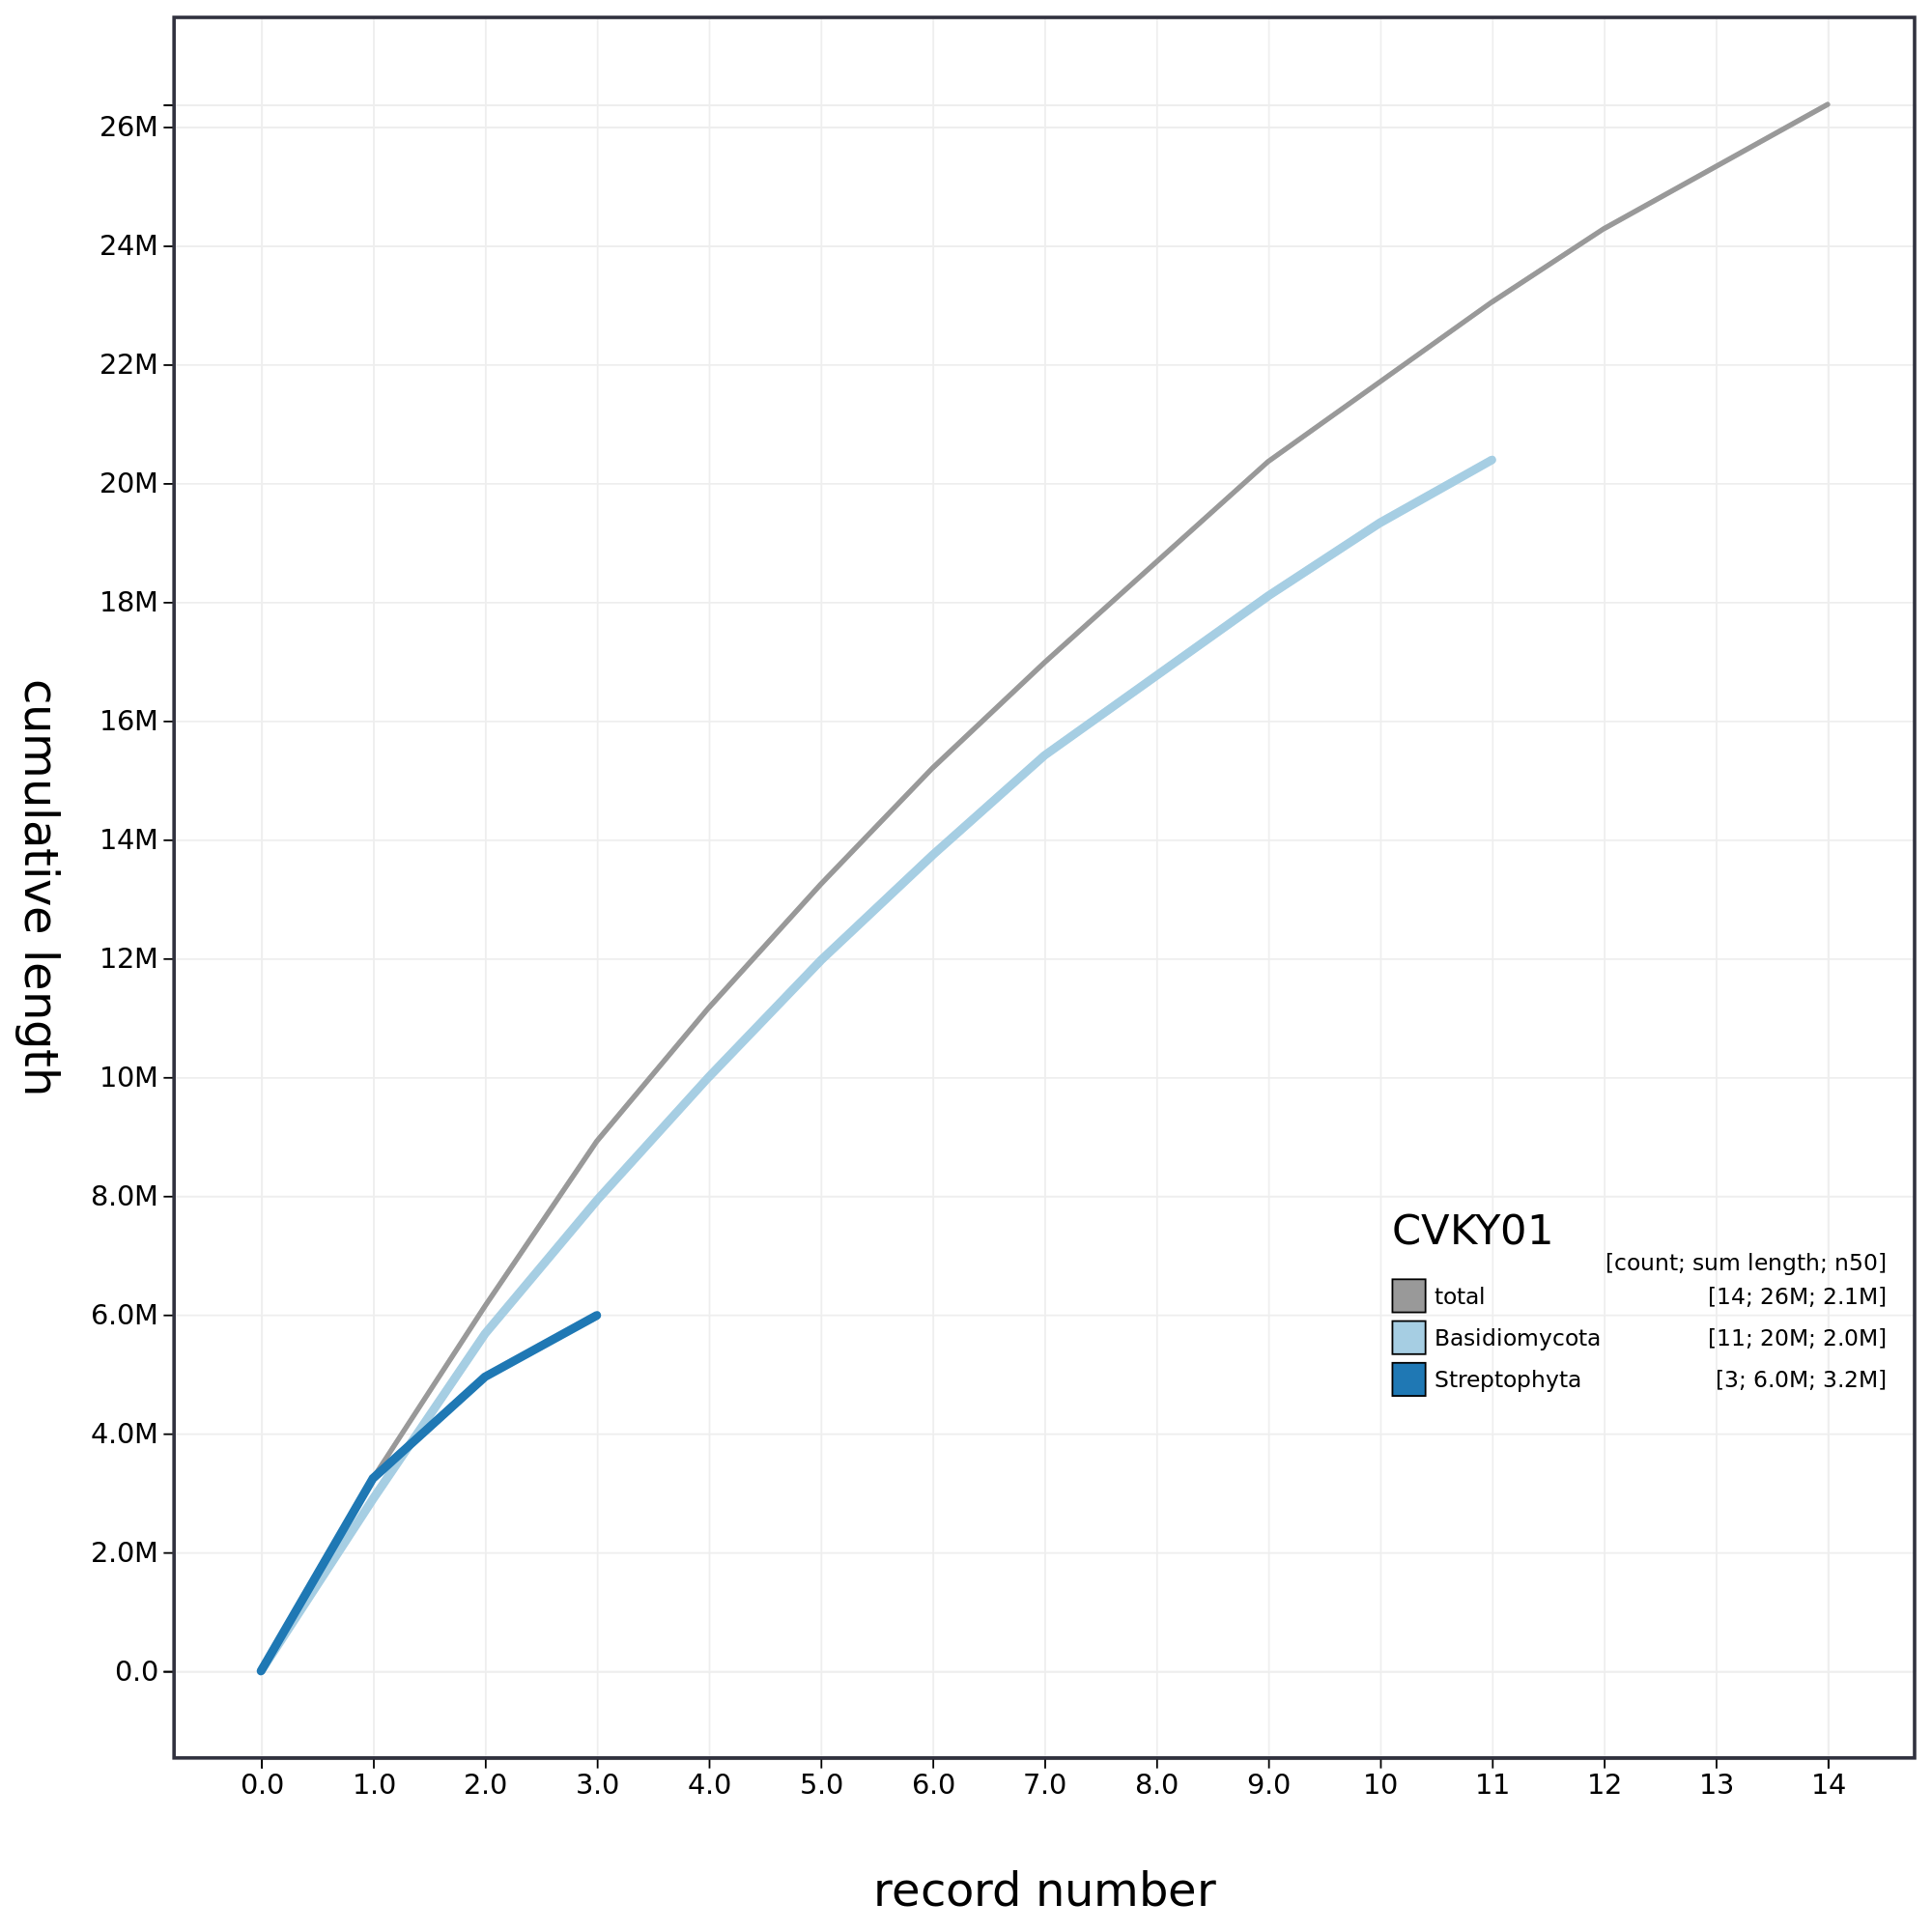 26M
24M
22M
20M
18M
16M
14M
12M
10M
8.0M
6.0M
4.0M
2.0M
0.0
cumulative length
CVKY01
[count; sum length; n50]
total [14; 26M; 2.1M]
Basidiomycota [11; 20M; 2.0M]
Streptophyta [3; 6.0M; 3.2M]
0.0 1.0 2.0 3.0 4.0 5.0 6.0 7.0 8.0 9.0 10 11 12 13 14
record number